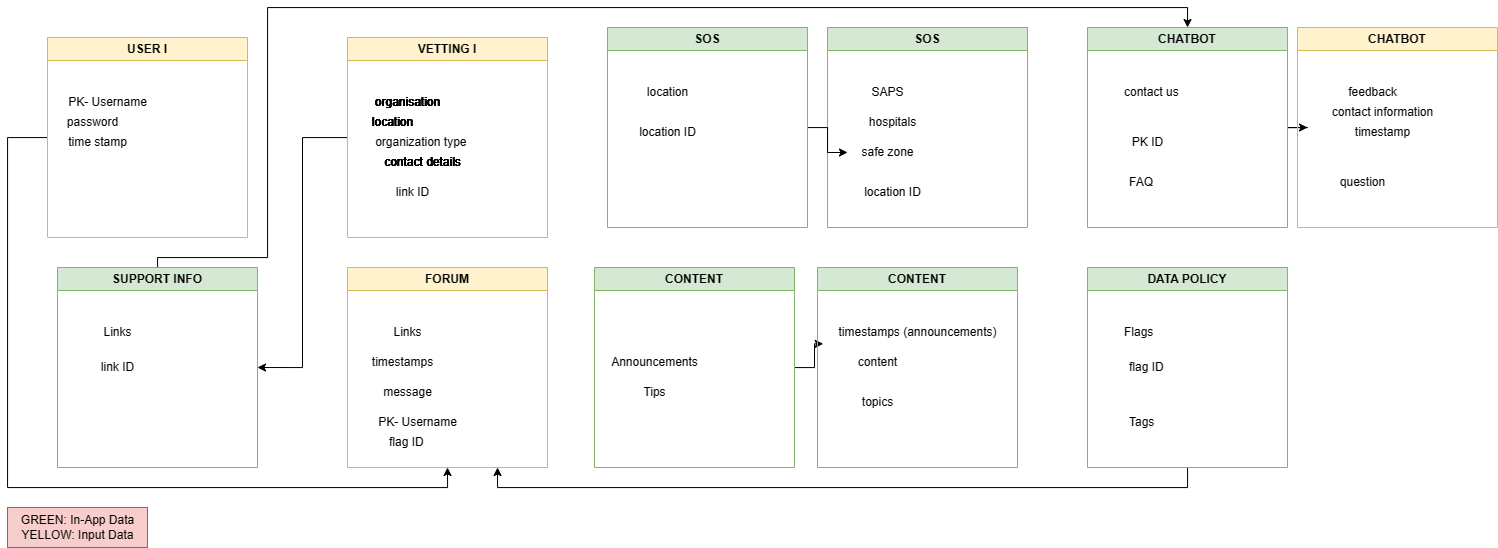 USER I
PK- Username
password
time stamp
VETTING I
organisation
location
organization type
contact details
link ID
SOS
location
location ID
SOS
SAPS
hospitals
safe zone
location ID
CHATBOT
contact us
PK ID
FAQ
CHATBOT
feedback
contact information
timestamp
question
SUPPORT INFO
Links
link ID
FORUM
Links
timestamps
message
PK- Username
flag ID
CONTENT
Announcements
Tips
CONTENT
timestamps (announcements)
content
topics
DATA POLICY
Flags
flag ID
Tags
GREEN: In-App Data
YELLOW: Input Data